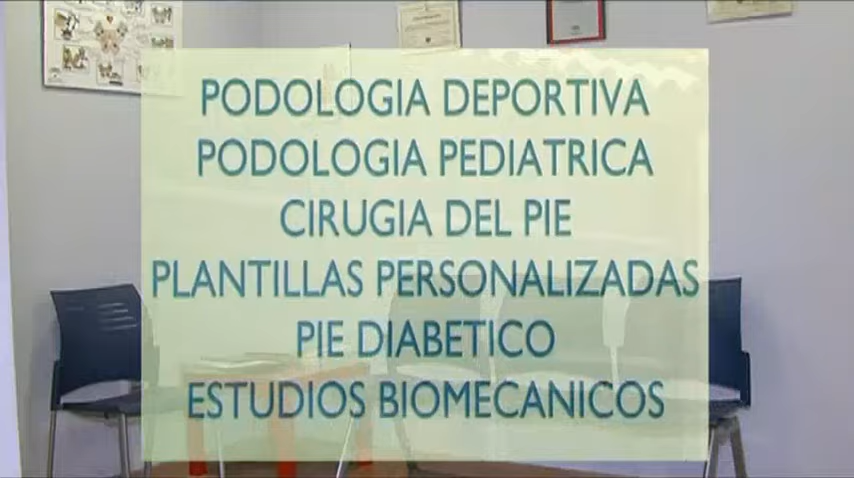 PODOLOGIA DEPORTIVA
PODOLOGIA PEDIATRICA
CIRUGIA DEL PIE
PLANTILLAS PERSONALIZADAS
PIE DIABETICO
ESTUDIOS BIOMECANICOS